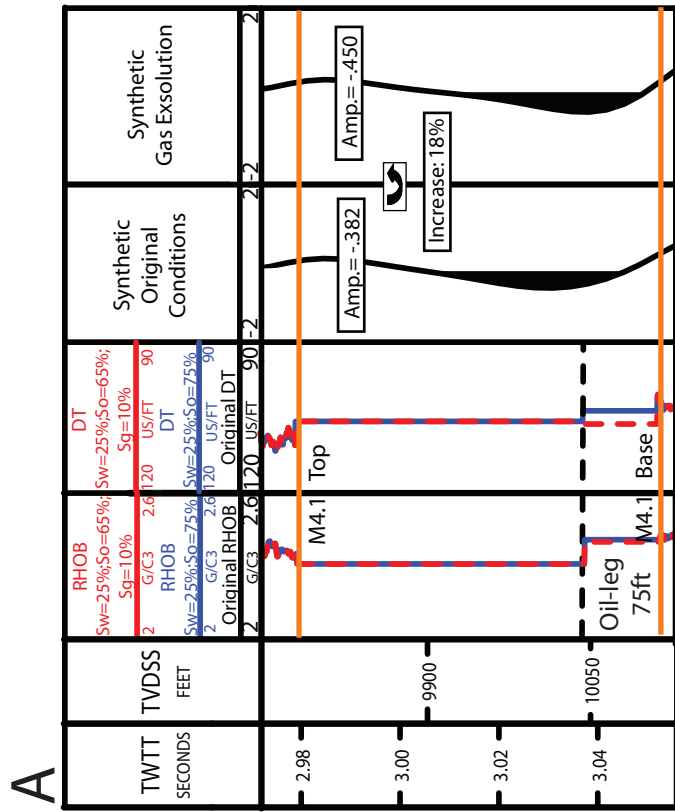 A
TWTT
SECONDS
TVDSS
FEET
RHOB
Sw=25%;So=65%;
Sg=10%
2 G/C3 2.6
RHOB
Sw=25%;So=75%
2 G/C3 2.6
Original RHOB
2 G/C3 2.6
DT
Sw=25%;So=65%;
Sg=10%
120 US/FT 90
DT
Sw=25%;So=75%
120 US/FT 90
Original DT
120 US/FT 90
Synthetic
Original
Conditions
-2 2
Synthetic
Gas Exsolution
-2 2
2.98
3.00
3.02
3.04
9900
10050
M4.1 Top
Oil-leg
75ft
M4.1 Base
Amp.= -.382
Amp.= -.450
Increase: 18%